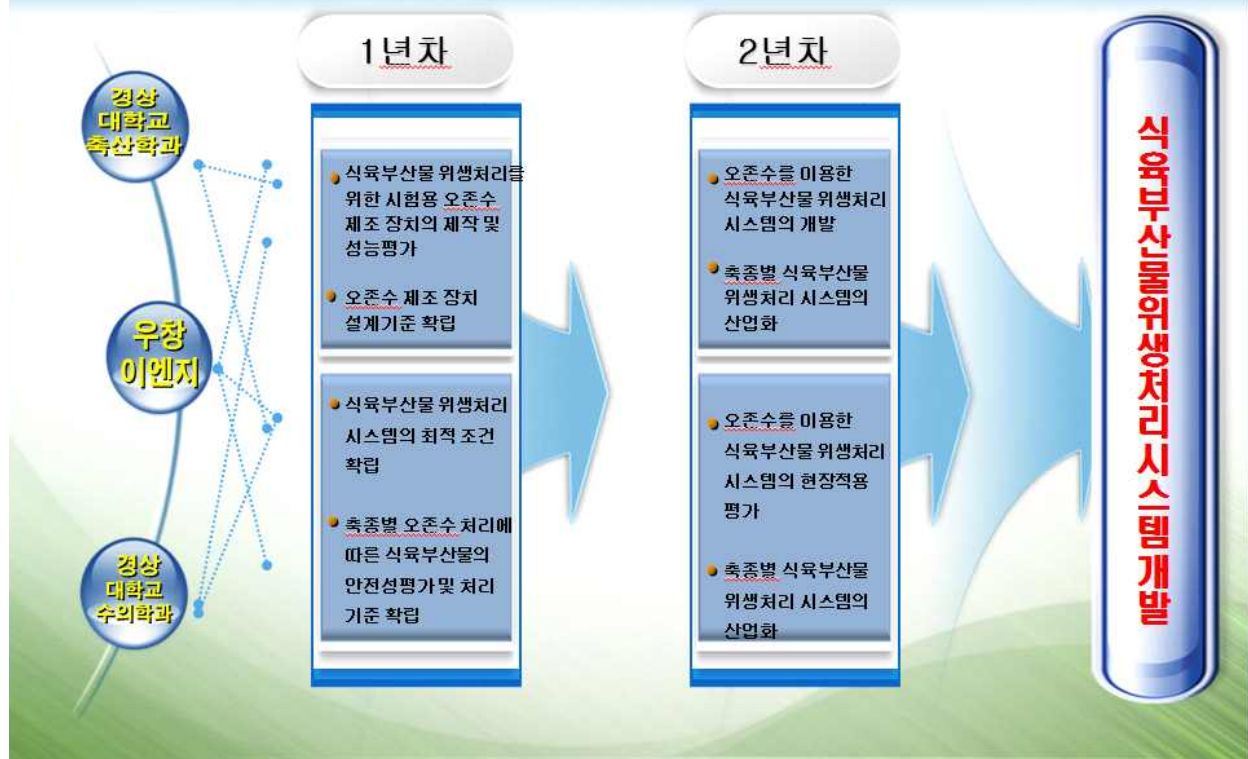 1년차
2년차
경상
대학교
축산학과
우창
이엔지
경상
대학교
수의학과
식육부산물 위생처리를
위한 시험용 오존수
제조 장치의 제작 및
성능평가
오존수 제조 장치
설계기준 확립
식육부산물 위생처리
시스템의 최적 조건
확립
축종별 오존수 처리에
따른 식육부산물의
안전성평가 및 처리
기준 확립
오존수를 이용한
식육부산물 위생처리
시스템의 개발
축종별 식육부산물
위생처리 시스템의
산업화
오존수를 이용한
식육부산물 위생처리
시스템의 현장적용
평가
축종별 식육부산물
위생처리 시스템의
산업화
식육부산물위생처리시스템개발